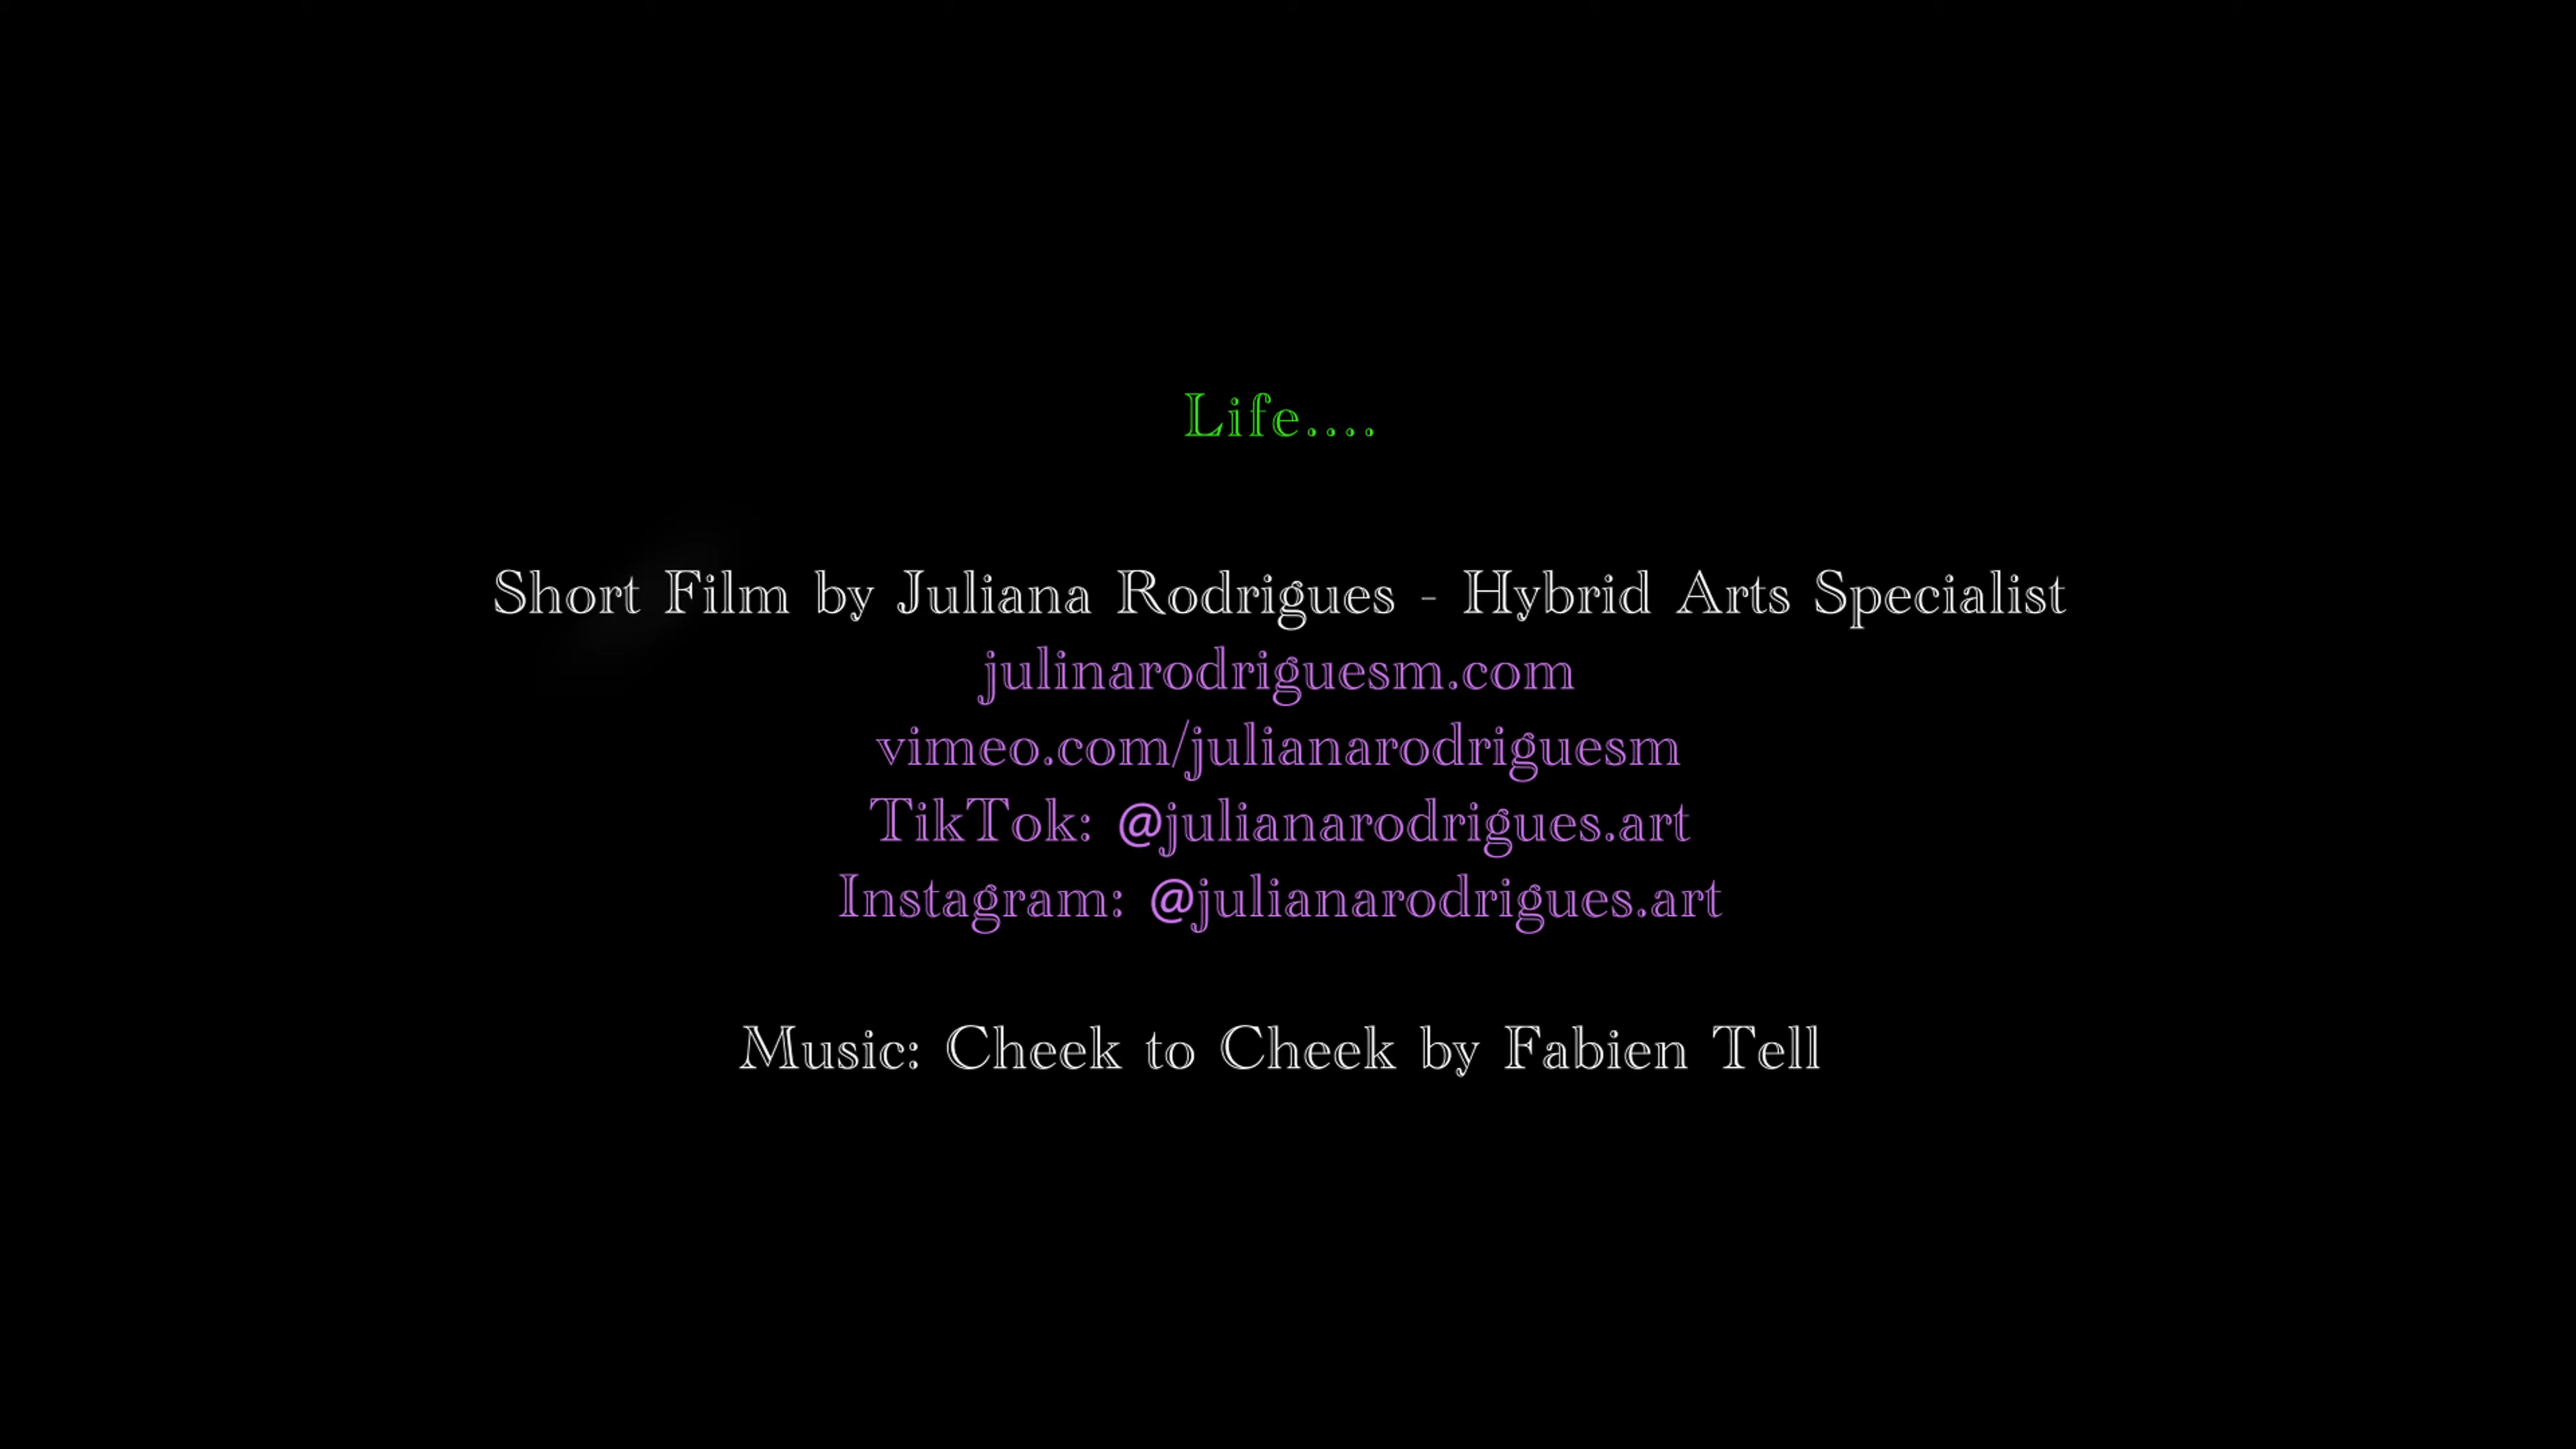 Life....
Short Film by Juliana Rodrigues - Hybrid Arts Specialist
julinarodriguesm.com
vimeo.com/julianarodriguesm
TikTok: @julianarodrigues.art
Instagram: @julianarodrigues.art
Music: Cheek to Cheek by Fabien Tell